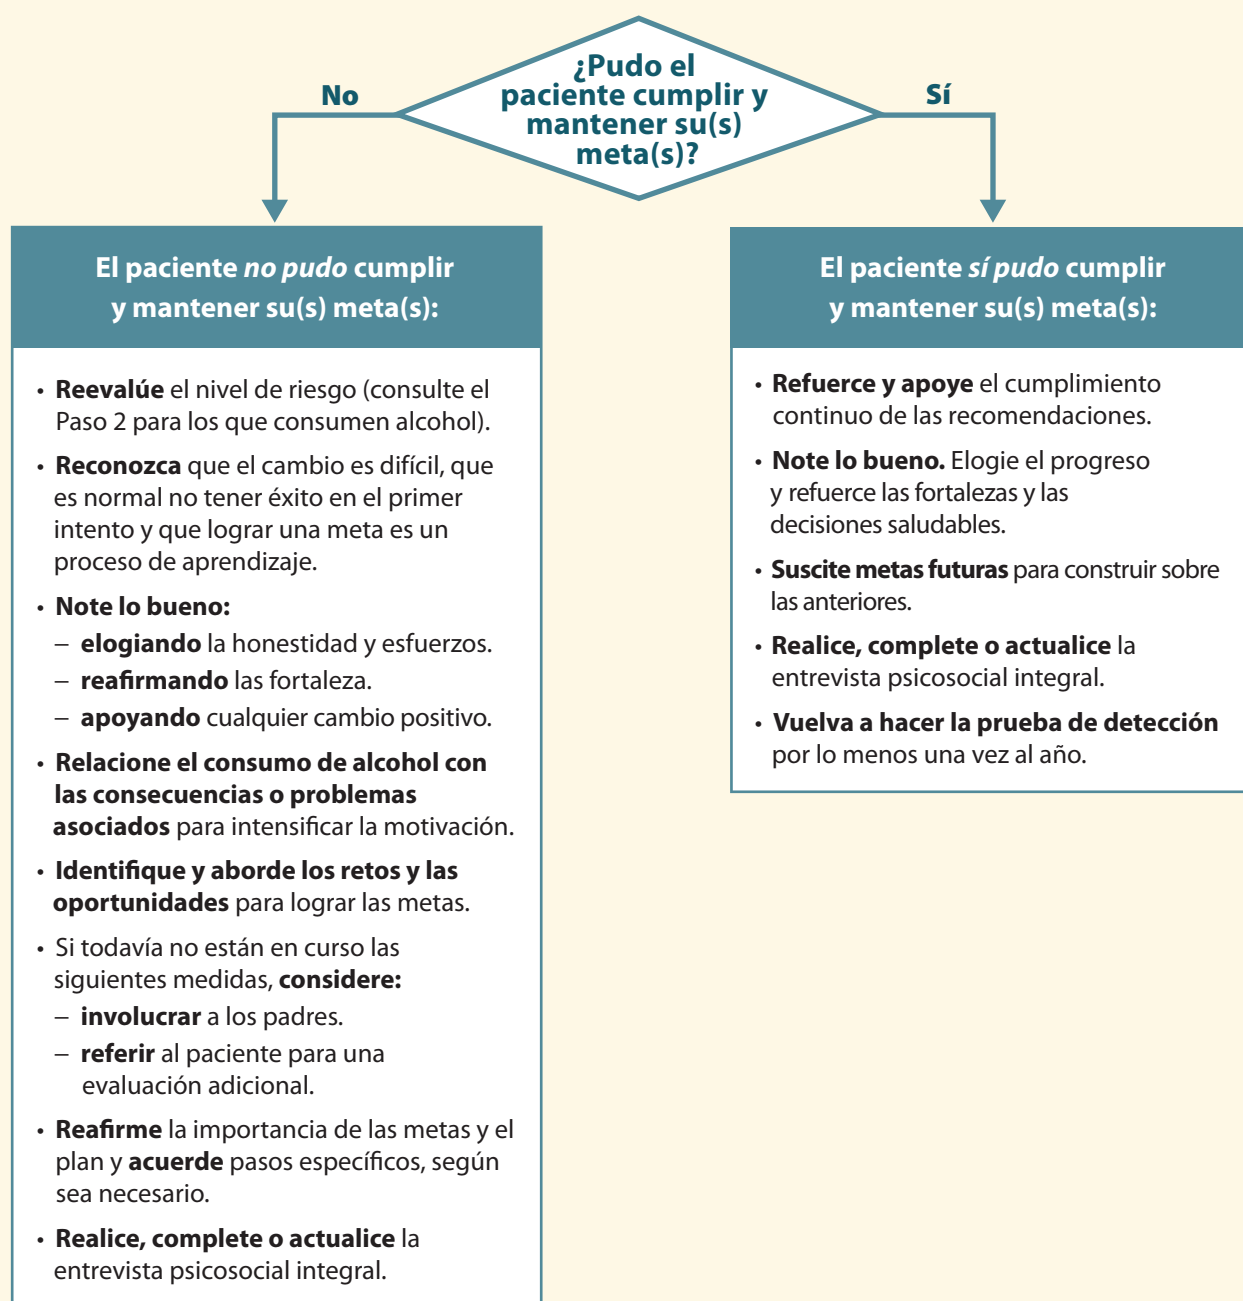 ¿Pudo el
paciente cumplir y
mantener su(s)
meta(s)?
No
Sí
El paciente no pudo cumplir
y mantener su(s) meta(s):
• Reevalúe el nivel de riesgo (consulte el
Paso 2 para los que consumen alcohol).
• Reconozca que el cambio es difícil, que
es normal no tener éxito en el primer
intento y que lograr una meta es un
proceso de aprendizaje.
• Note lo bueno:
– elogiando la honestidad y esfuerzos.
– reafirmando las fortaleza.
– apoyando cualquier cambio positivo.
• Relacione el consumo de alcohol con
las consecuencias o problemas
asociados para intensificar la motivación.
• Identifique y aborde los retos y las
oportunidades para lograr las metas.
• Si todavía no están en curso las
siguientes medidas, considere:
– involucrar a los padres.
– referir al paciente para una
evaluación adicional.
• Reafirme la importancia de las metas y el
plan y acuerde pasos específicos, según
sea necesario.
• Realice, complete o actualice la
entrevista psicosocial integral.
El paciente sí pudo cumplir
y mantener su(s) meta(s):
• Refuerce y apoye el cumplimiento
continuo de las recomendaciones.
• Note lo bueno. Elogie el progreso
y refuerce las fortalezas y las
decisiones saludables.
• Suscite metas futuras para construir sobre
las anteriores.
• Realice, complete o actualice la
entrevista psicosocial integral.
• Vuelva a hacer la prueba de detección
por lo menos una vez al año.